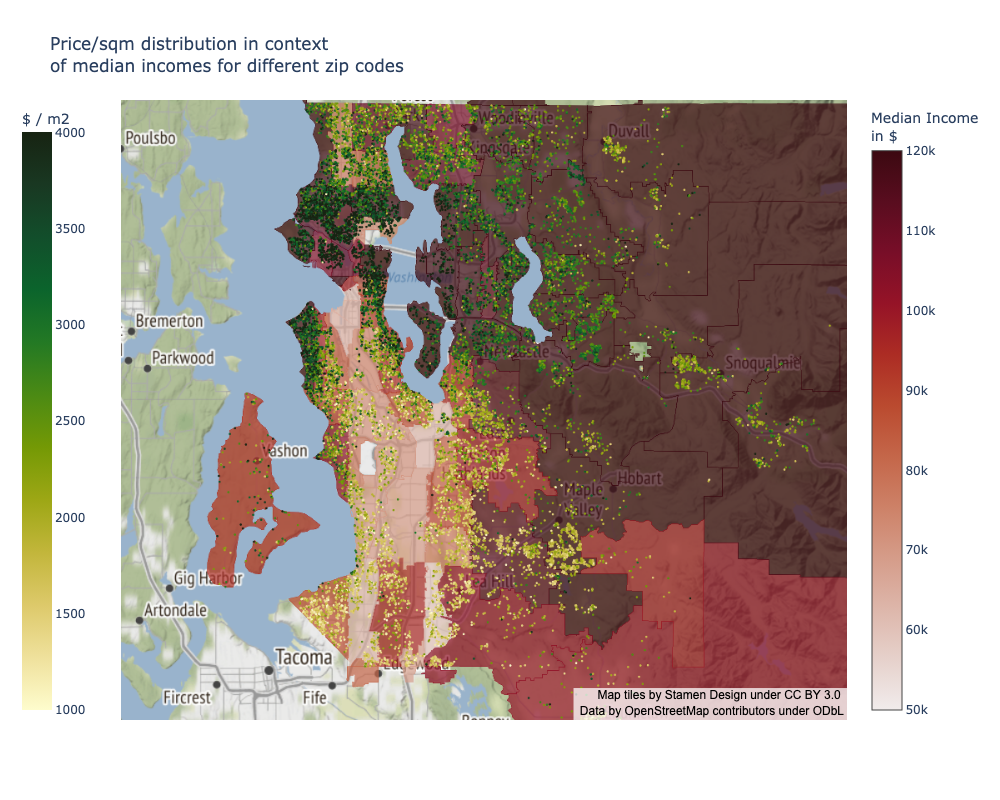 Price/sqm distribution in context
of median incomes for different zip codes
$ / m2
4000
3500
3000
2500
2000
1500
1000
Median Income
in $
120k
110k
100k
90k
80k
70k
60k
50k
Poulsbo
Woodinville
Duvall
Bremerton
Parkwood
Snoqualmie
Vashon
Hobart
Maple
Valley
Gig Harbor
Artondale
Tacoma
Edgewood
Fircrest
Fife
Bonney
Map tiles by Stamen Design under CC BY 3.0
Data by OpenStreetMap contributors under ODbL